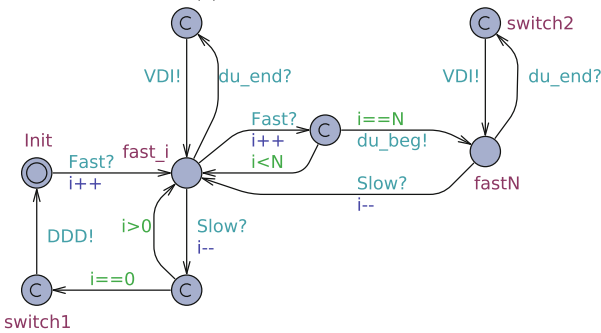 C
C
switch2
VDI!
du_end?
VDI!
du_end?
Fast?
i==N
C
Init
fast_i
i++
du_beg!
Fast?
i<N
i++
Slow?
fastN
i--
i>0
Slow?
DDD!
i--
i==0
C
C
switch1